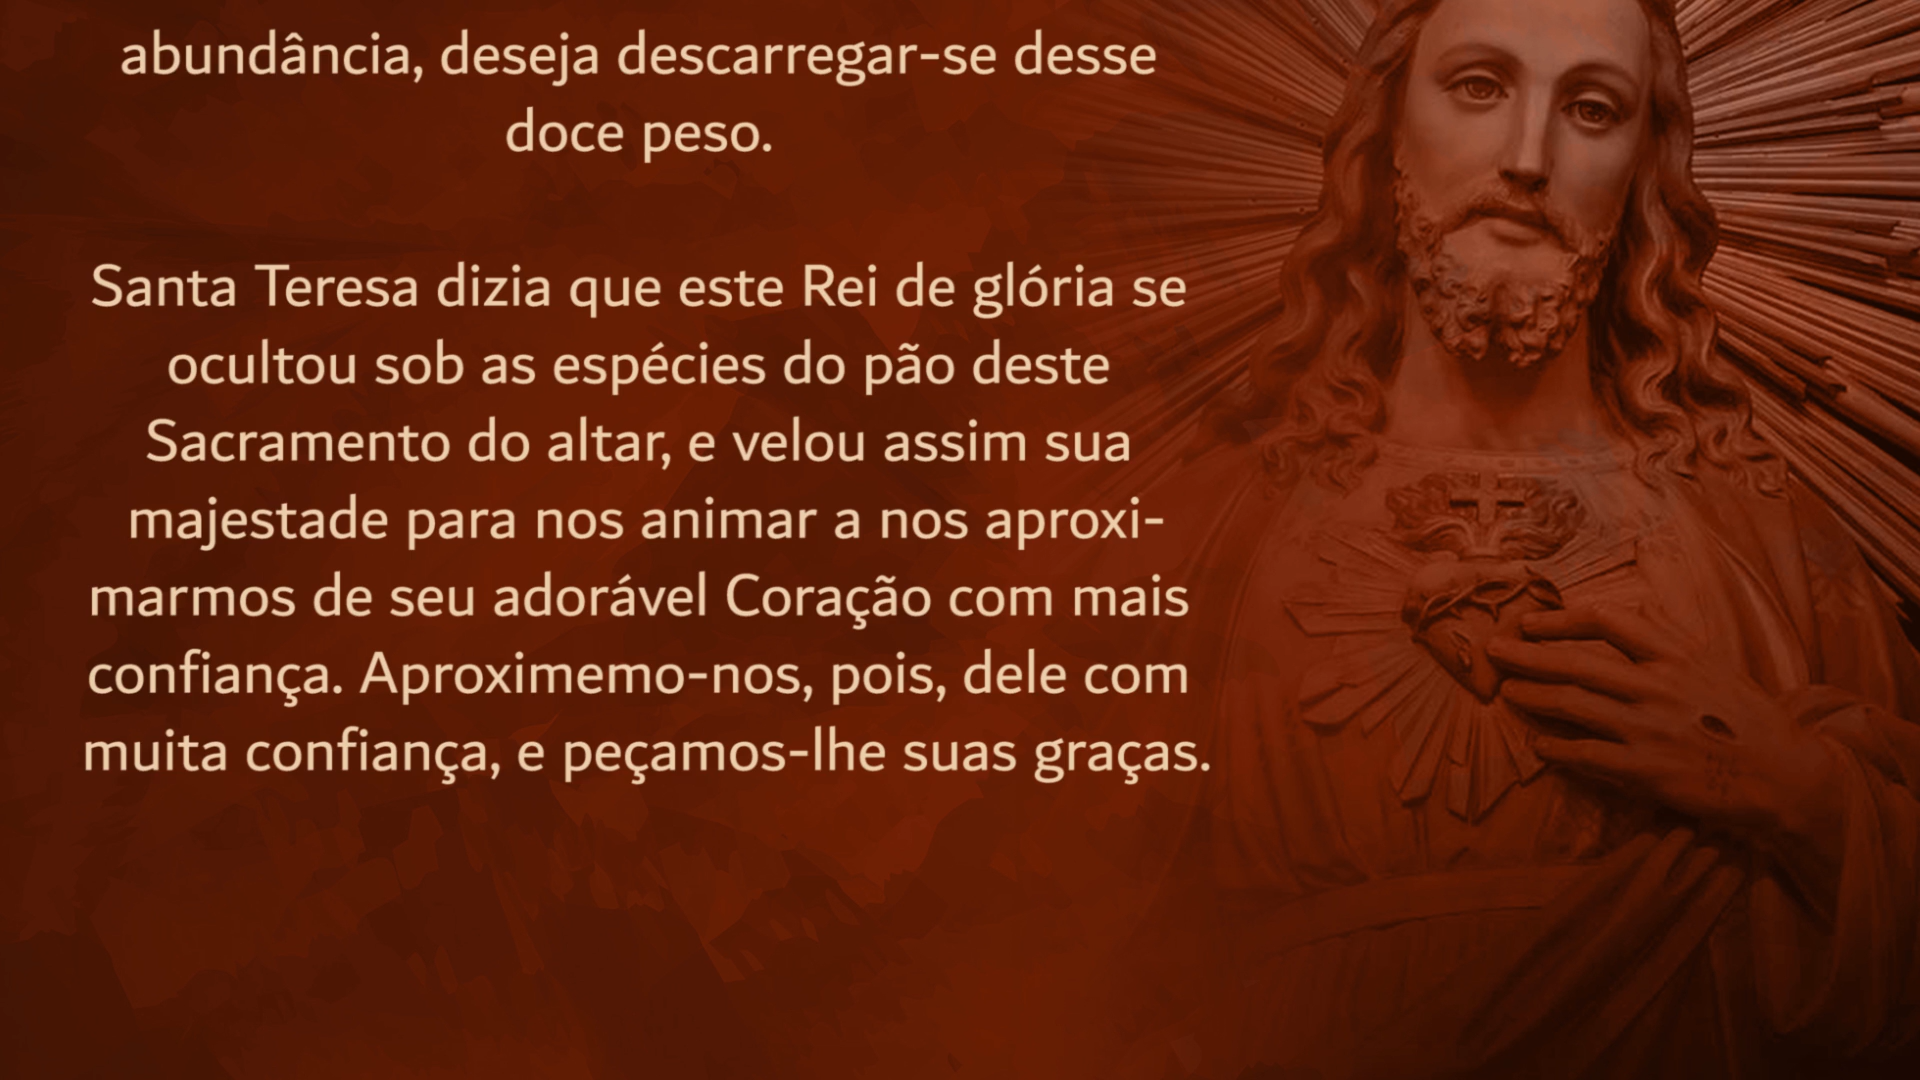 abundância, deseja descarregar-se desse
doce peso.
Santa Teresa dizia que este Rei de glória se
ocultou sob as espécies do pão deste
Sacramento do altar, e velou assim sua
majestade para nos animar a nos aproxi-
marmos de seu adorável Coração com mais
confiança. Aproximemo-nos, pois, dele com
muita confiança, e peçamos-lhe suas graças.